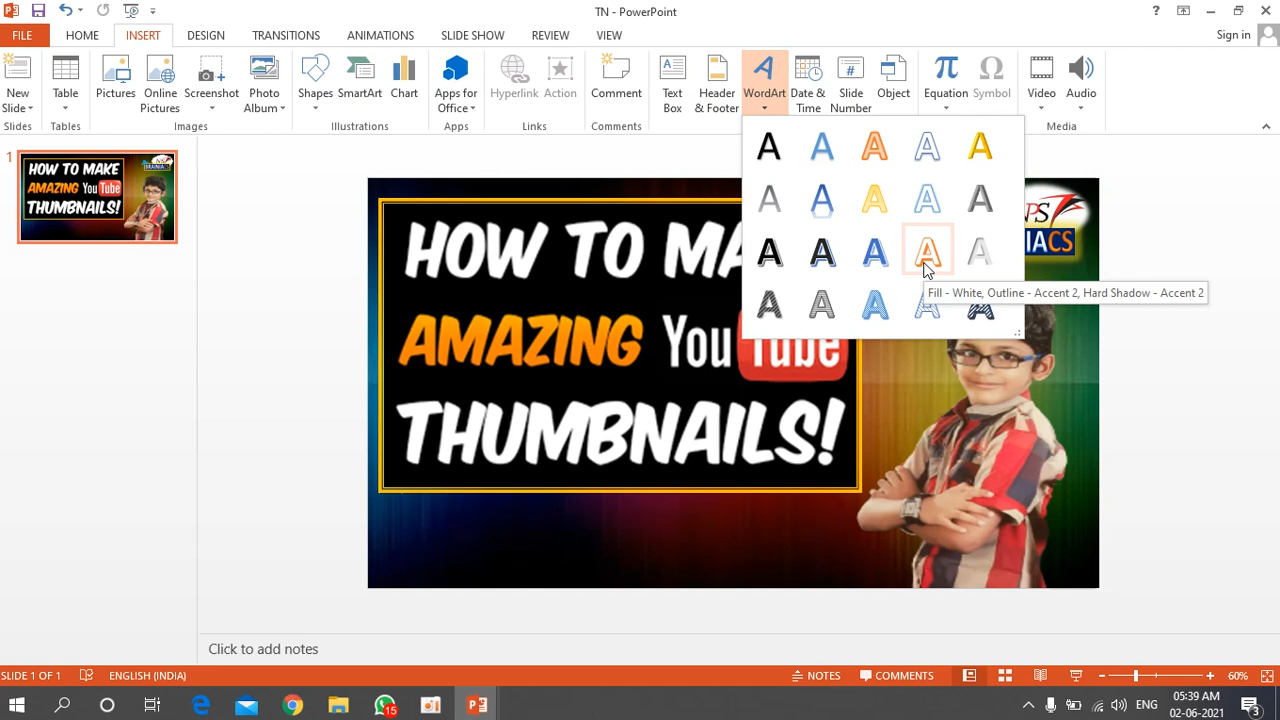 TN - PowerPoint
?
FILE HOME INSERT DESIGN TRANSITIONS ANIMATIONS SLIDE SHOW REVIEW VIEW Sign in
New Slide
Table
Pictures
Online Pictures
Screenshot
Photo Album
Shapes
SmartArt
Chart
Apps for Office
Hyperlink
Action
Comment
Text Box
Header & Footer
WordArt
Date & Time
Slide Number
Object
Equation
Symbol
Video
Audio
Slides Tables Images Illustrations Apps Links Comments Media
A A A A A
A A A A A
A A A A A
A A A A A
Fill - White, Outline - Accent 2, Hard Shadow - Accent 2
1
HOW TO MAKE
AMAZING YouTube
THUMBNAILS!
HOW TO MA
AMAZING YouTube
THUMBNAILS!
Click to add notes
SLIDE 1 OF 1 ENGLISH (INDIA) NOTES COMMENTS 60%
15
ENG
05:39 AM
02-06-2021
3